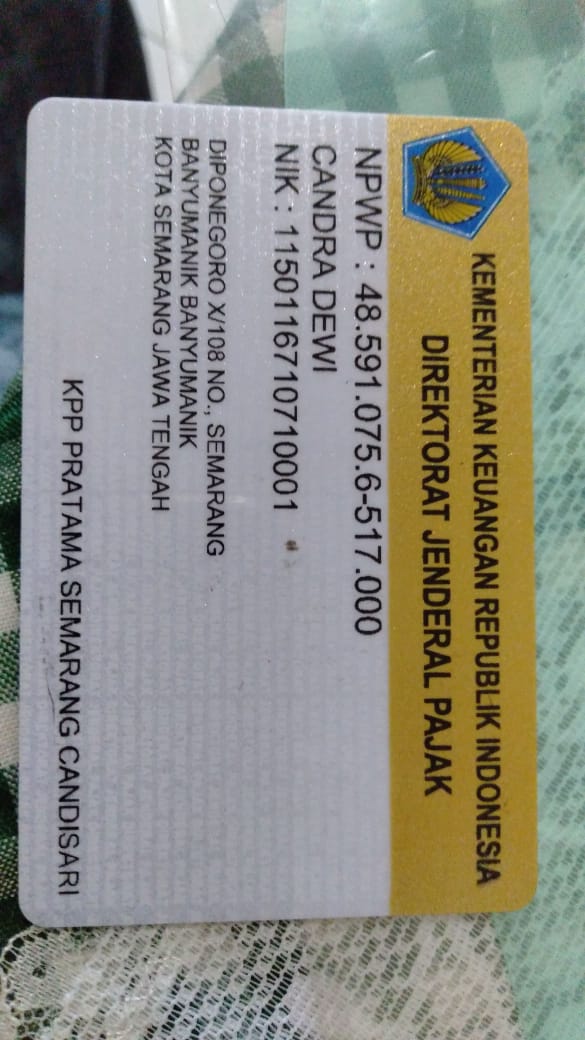 KEMENTERIAN KEUANGAN REPUBLIK INDONESIA
DIREKTORAT JENDERAL PAJAK
NPWP : 48.591.075.6-517.000
CANDRA DEWI
NIK : 1150116710710001
DIPONEGORO X/108 NO., SEMARANG
BANYUMANIK BANYUMANIK
KOTA SEMARANG JAWA TENGAH
KPP PRATAMA SEMARANG CANDISARI